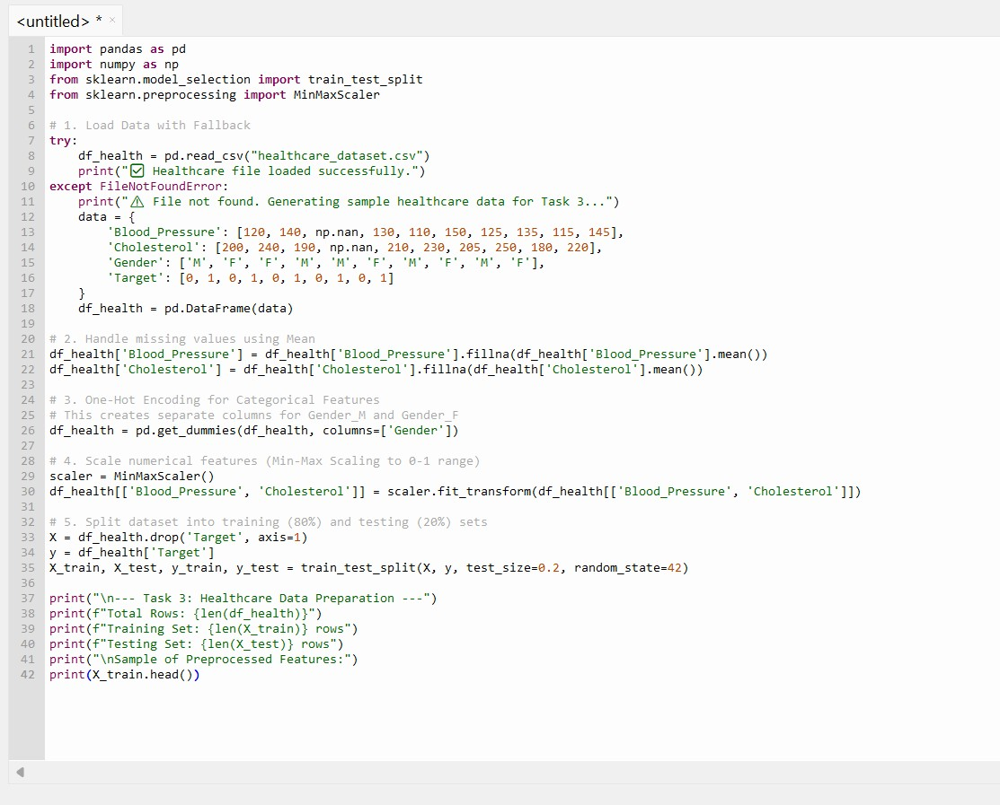 <untitled> * ×
1 import pandas as pd
2 import numpy as np
3 from sklearn.model_selection import train_test_split
4 from sklearn.preprocessing import MinMaxScaler
5
6 # 1. Load Data with Fallback
7 try:
8     df_health = pd.read_csv("healthcare_dataset.csv")
9     print("✅ Healthcare file loaded successfully.")
10 except FileNotFoundError:
11     print("⚠ File not found. Generating sample healthcare data for Task 3...")
12     data = {
13         'Blood_Pressure': [120, 140, np.nan, 130, 110, 150, 125, 135, 115, 145],
14         'Cholesterol': [200, 240, 190, np.nan, 210, 230, 205, 250, 180, 220],
15         'Gender': ['M', 'F', 'F', 'M', 'M', 'F', 'M', 'F', 'M', 'F'],
16         'Target': [0, 1, 0, 1, 0, 1, 0, 1, 0, 1]
17     }
18     df_health = pd.DataFrame(data)
19
20 # 2. Handle missing values using Mean
21 df_health['Blood_Pressure'] = df_health['Blood_Pressure'].fillna(df_health['Blood_Pressure'].mean())
22 df_health['Cholesterol'] = df_health['Cholesterol'].fillna(df_health['Cholesterol'].mean())
23
24 # 3. One-Hot Encoding for Categorical Features
25 # This creates separate columns for Gender_M and Gender_F
26 df_health = pd.get_dummies(df_health, columns=['Gender'])
27
28 # 4. Scale numerical features (Min-Max Scaling to 0-1 range)
29 scaler = MinMaxScaler()
30 df_health[['Blood_Pressure', 'Cholesterol']] = scaler.fit_transform(df_health[['Blood_Pressure', 'Cholesterol']])
31
32 # 5. Split dataset into training (80%) and testing (20%) sets
33 X = df_health.drop('Target', axis=1)
34 y = df_health['Target']
35 X_train, X_test, y_train, y_test = train_test_split(X, y, test_size=0.2, random_state=42)
36
37 print("\n--- Task 3: Healthcare Data Preparation ---")
38 print(f"Total Rows: {len(df_health)}")
39 print(f"Training Set: {len(X_train)} rows")
40 print(f"Testing Set: {len(X_test)} rows")
41 print("\nSample of Preprocessed Features:")
42 print(X_train.head())